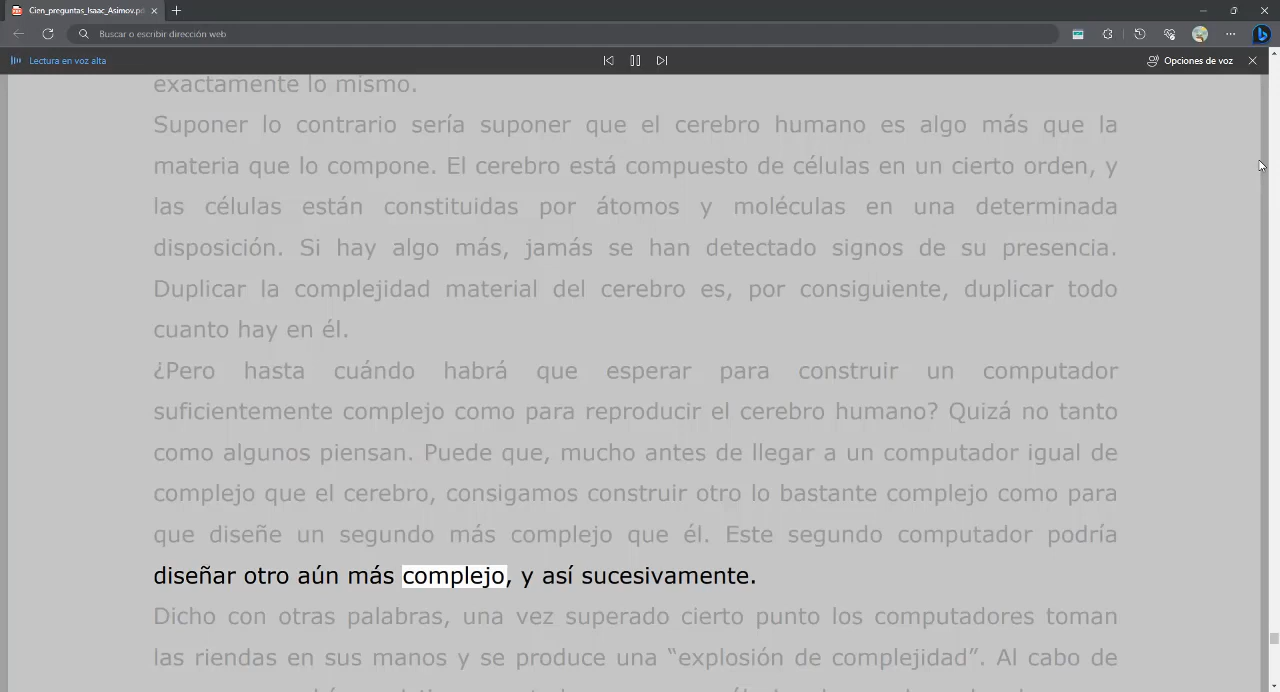 Cien_preguntas_Isaac_Asimov.pd
Buscar o escribir dirección web
Lectura en voz alta
Opciones de voz
exactamente lo mismo.
Suponer lo contrario sería suponer que el cerebro humano es algo más que la
materia que lo compone. El cerebro está compuesto de células en un cierto orden, y
las células están constituidas por átomos y moléculas en una determinada
disposición. Si hay algo más, jamás se han detectado signos de su presencia.
Duplicar la complejidad material del cerebro es, por consiguiente, duplicar todo
cuanto hay en él.
¿Pero hasta cuándo habrá que esperar para construir un computador
suficientemente complejo como para reproducir el cerebro humano? Quizá no tanto
como algunos piensan. Puede que, mucho antes de llegar a un computador igual de
complejo que el cerebro, consigamos construir otro lo bastante complejo como para
que diseñe un segundo más complejo que él. Este segundo computador podría
diseñar otro aún más complejo, y así sucesivamente.
Dicho con otras palabras, una vez superado cierto punto los computadores toman
las riendas en sus manos y se produce una “explosión de complejidad”. Al cabo de